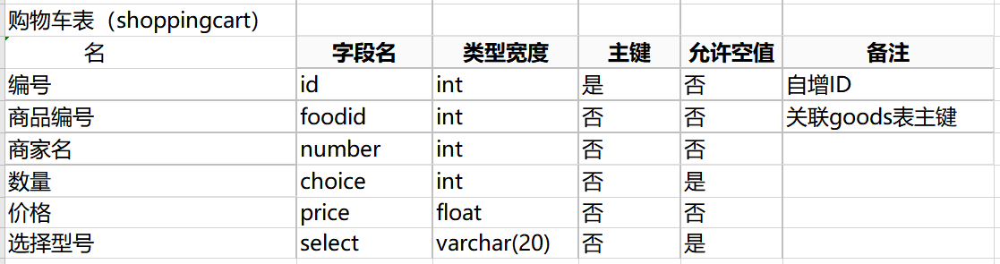 购物车表（shoppingcart)
名 字段名 类型宽度 主键 允许空值 备注
编号 id int 是 否 自增ID
商品编号 foodid int 否 否 关联goods表主键
商家名 number int 否 否
数量 choice int 否 是
价格 price float 否 否
选择型号 select varchar(20) 否 是